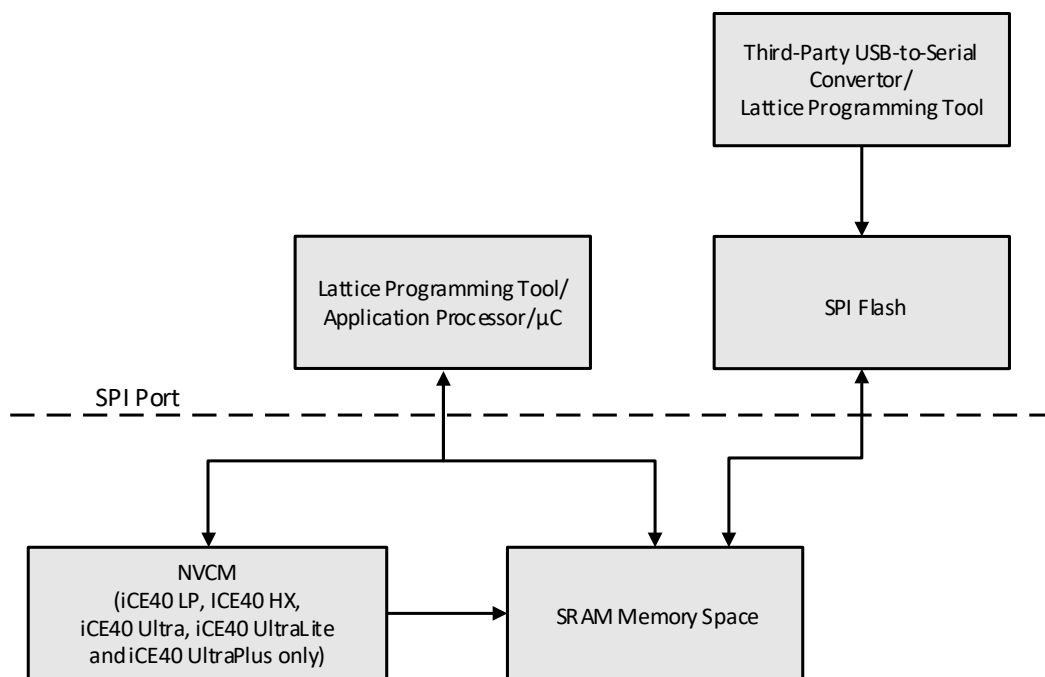 Third-Party USB-to-Serial
Convertor/
Lattice Programming Tool
Lattice Programming Tool/
Application Processor/µC
SPI Flash
SPI Port
NVCM
(iCE40 LP, ICE40 HX,
iCE40 Ultra, iCE40 UltraLite
and iCE40 UltraPlus only)
SRAM Memory Space